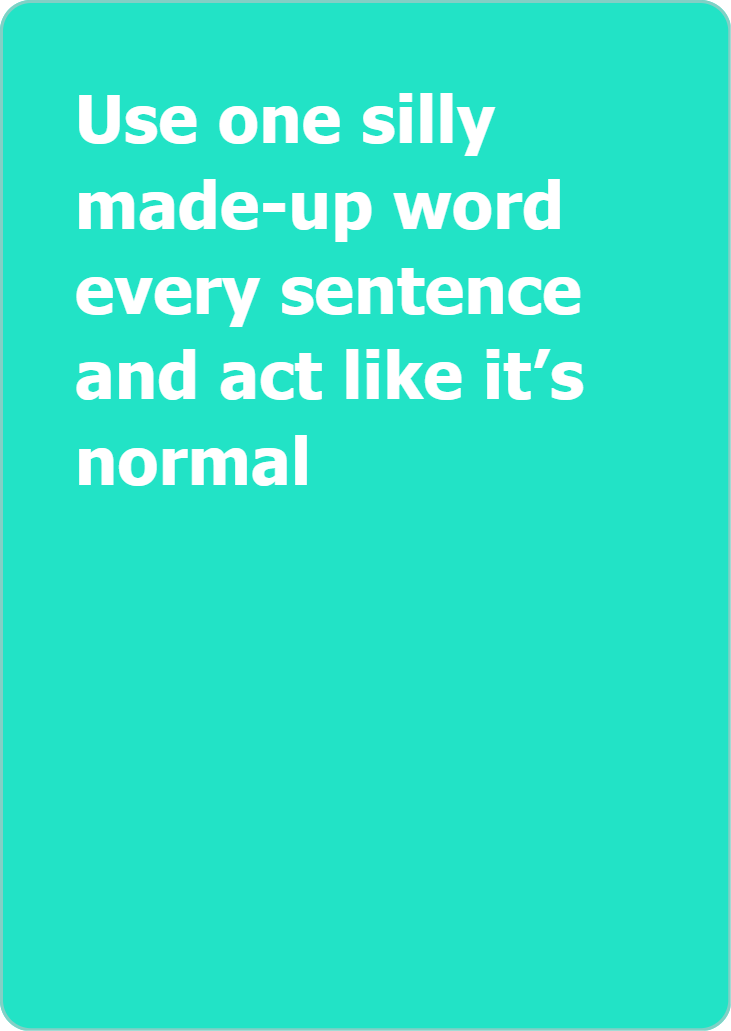 Use one silly
made-up word
every sentence
and act like it’s
normal